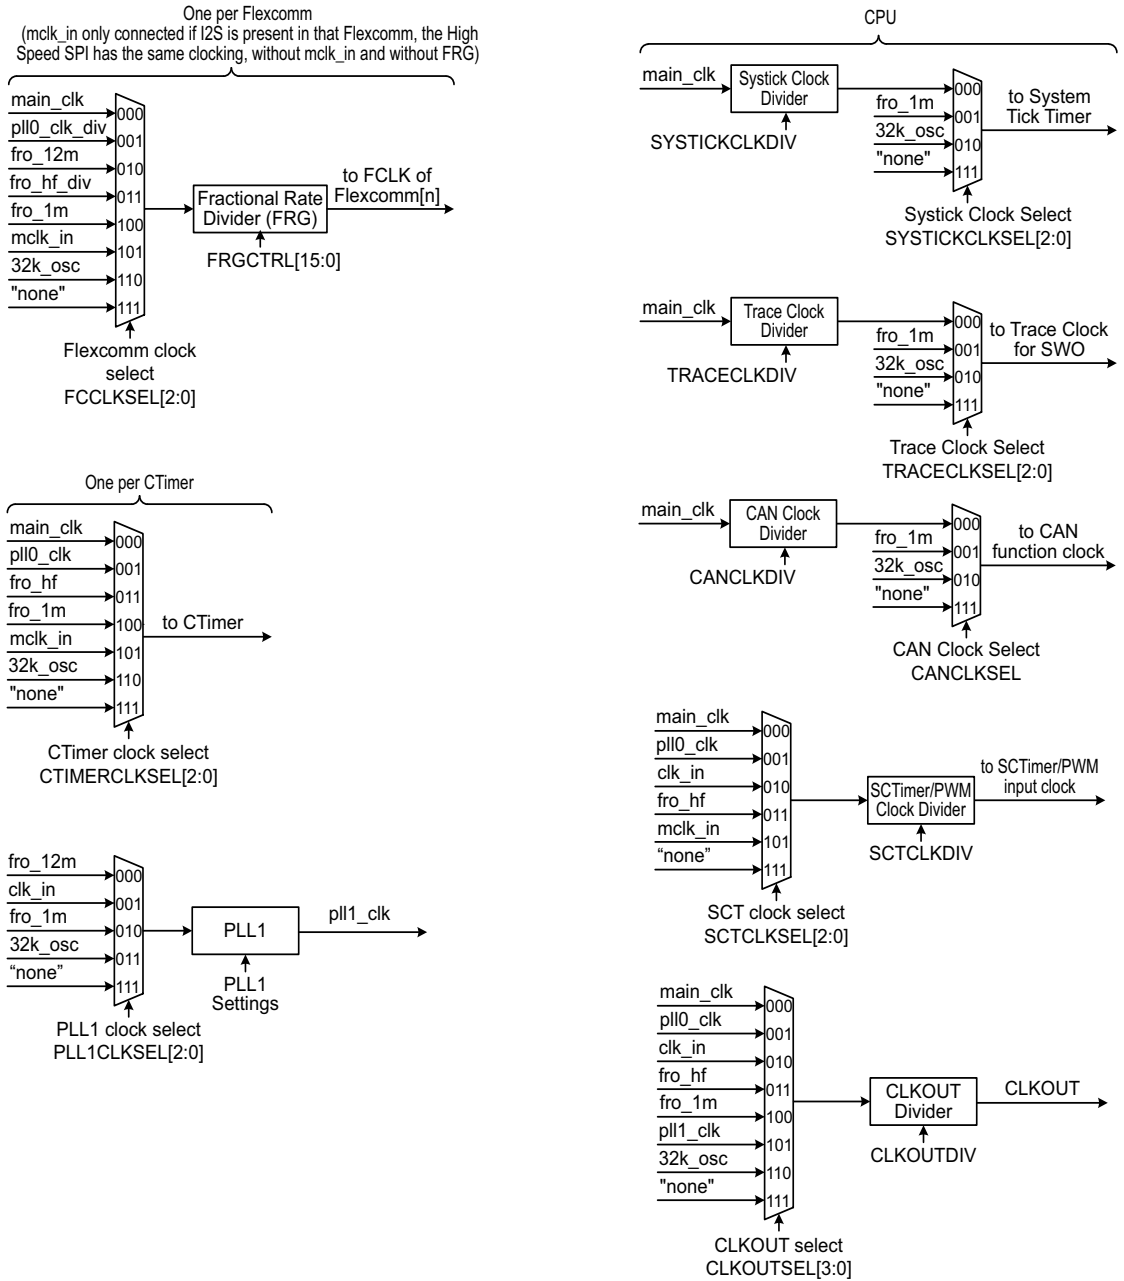 One per Flexcomm
(mclk_in only connected if I2S is present in that Flexcomm, the High
Speed SPI has the same clocking, without mclk_in and without FRG)
main_clk
000
pll0_clk_div
001
fro_12m
010
fro_hf_div
011
fro_1m
100
mclk_in
101
32k_osc
110
"none"
111
Fractional Rate
Divider (FRG)
FRGCTRL[15:0]
to FCLK of
Flexcomm[n]
Flexcomm clock
select
FCCLKSEL[2:0]
One per CTimer
main_clk
000
pll0_clk
001
fro_hf
011
fro_1m
100
mclk_in
101
32k_osc
110
"none"
111
to CTimer
CTimer clock select
CTIMERCLKSEL[2:0]
fro_12m
000
clk_in
001
fro_1m
010
32k_osc
011
“none”
111
PLL1
PLL1
Settings
pll1_clk
PLL1 clock select
PLL1CLKSEL[2:0]
CPU
main_clk
Systick Clock
Divider
SYSTICKCLKDIV
000
fro_1m
001
32k_osc
010
"none"
111
to System
Tick Timer
Systick Clock Select
SYSTICKCLKSEL[2:0]
main_clk
Trace Clock
Divider
TRACECLKDIV
000
fro_1m
001
32k_osc
010
"none"
111
to Trace Clock
for SWO
Trace Clock Select
TRACECLKSEL[2:0]
main_clk
CAN Clock
Divider
CANCLKDIV
000
fro_1m
001
32k_osc
010
"none"
111
to CAN
function clock
CAN Clock Select
CANCLKSEL
main_clk
000
pll0_clk
001
clk_in
010
fro_hf
011
mclk_in
101
“none”
111
SCTimer/PWM
Clock Divider
SCTCLKDIV
to SCTimer/PWM
input clock
SCT clock select
SCTCLKSEL[2:0]
main_clk
000
pll0_clk
001
clk_in
010
fro_hf
011
fro_1m
100
pll1_clk
101
32k_osc
110
"none"
111
CLKOUT
Divider
CLKOUTDIV
CLKOUT
CLKOUT select
CLKOUTSEL[3:0]